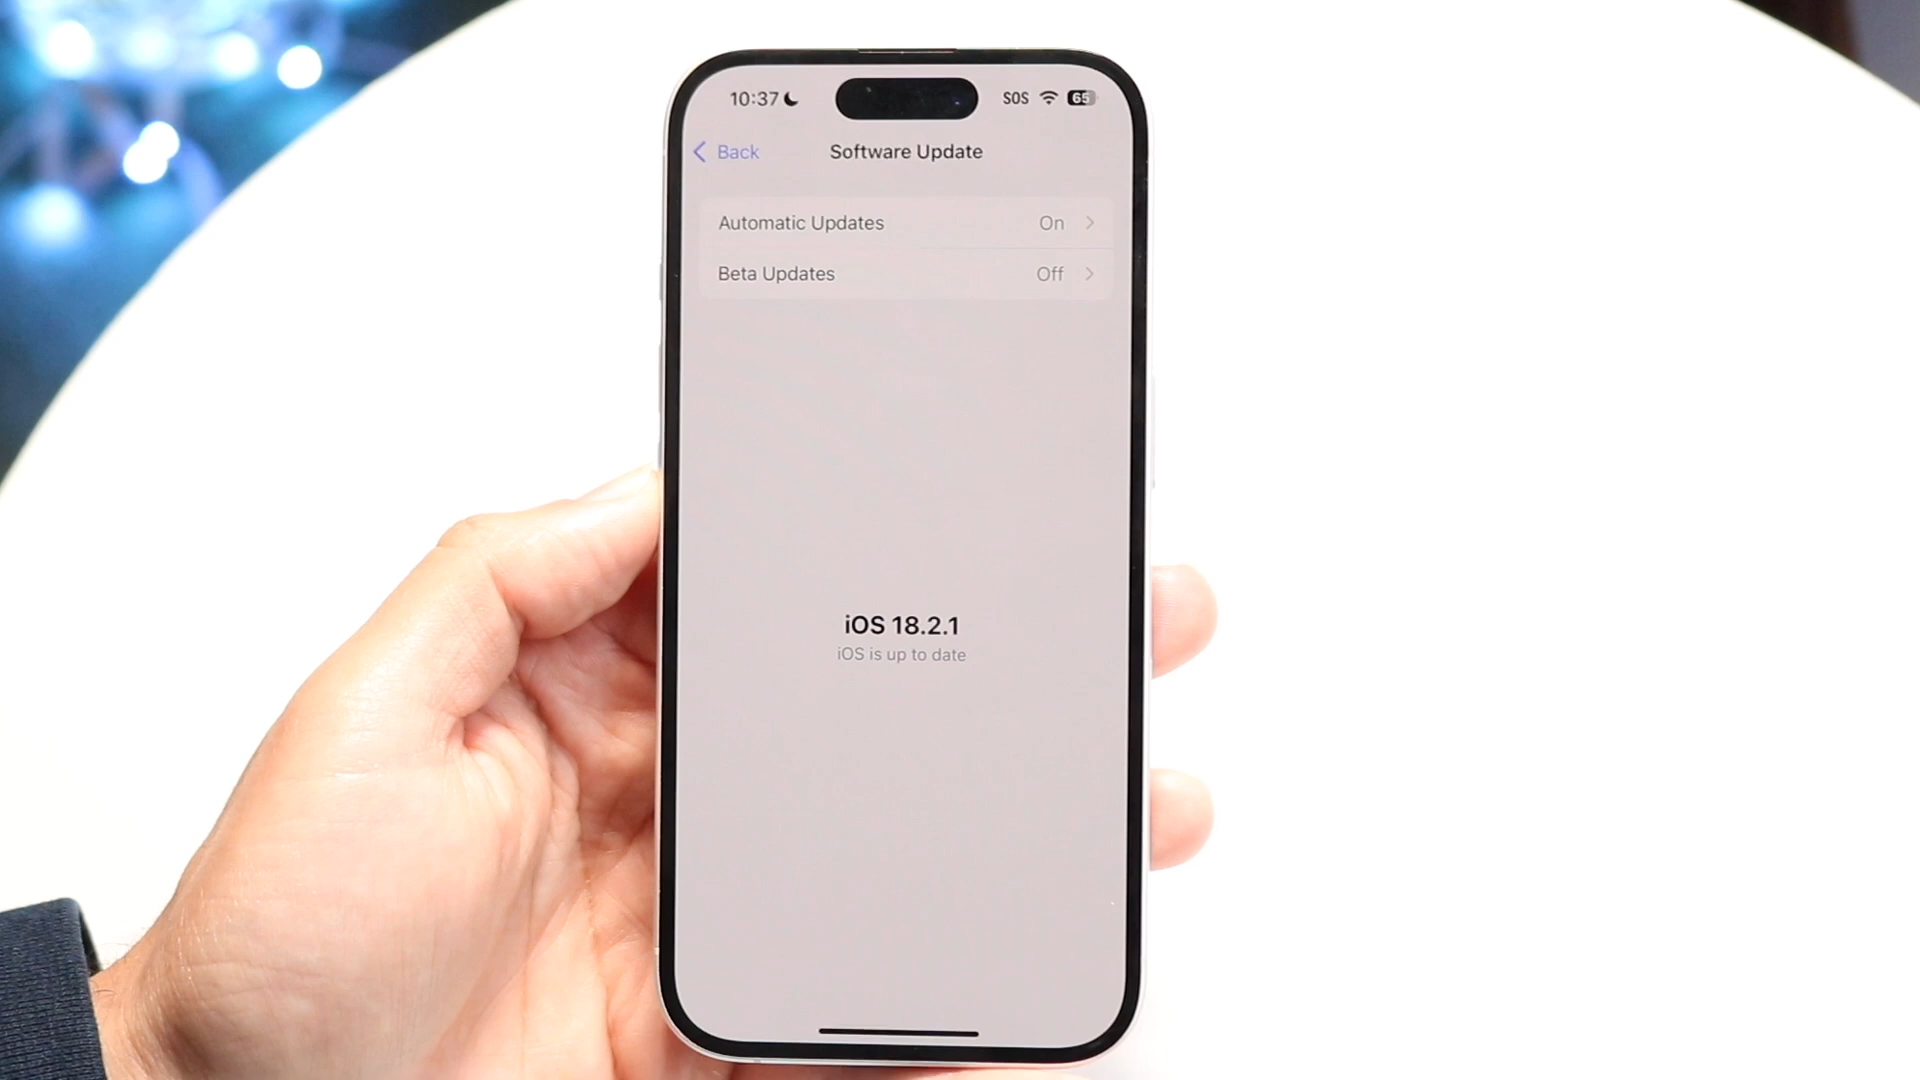 10:37 SOS 65
Back Software Update
Automatic Updates On
Beta Updates Off
iOS 18.2.1
iOS is up to date